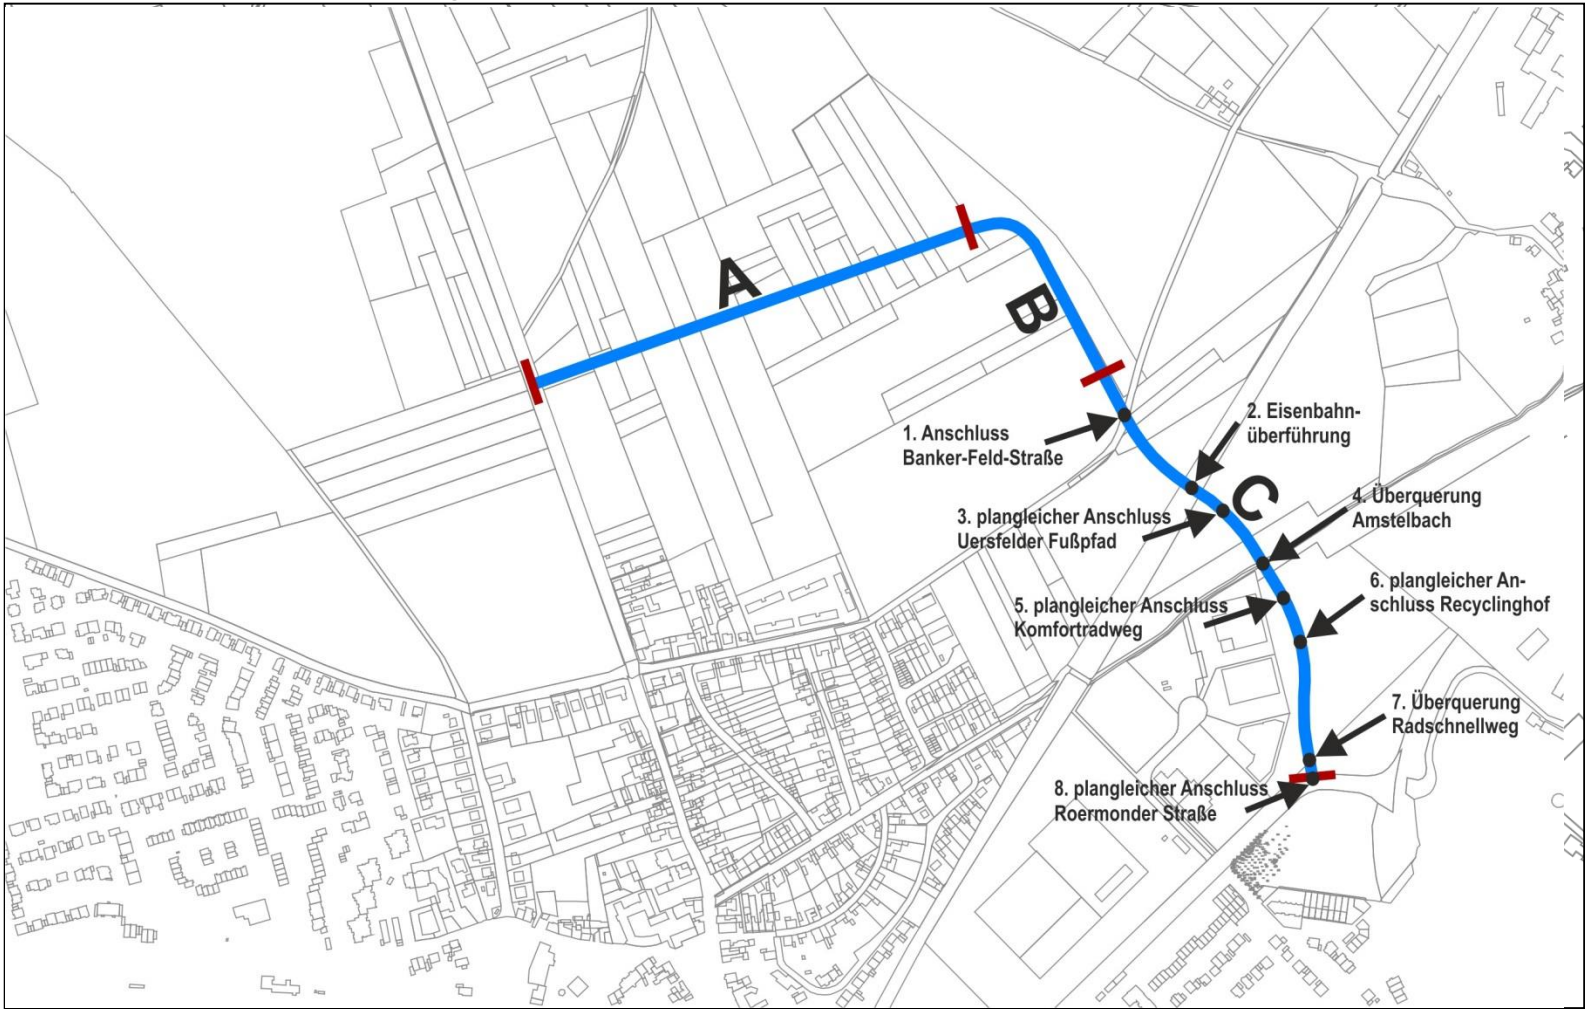 A
B
1. Anschluss
Banker-Feld-Straße
2. Eisenbahn-
überführung
C
3. plangleicher Anschluss
Uersfelder Fußpfad
4. Überquerung
Amstelbach
5. plangleicher Anschluss
Komfortradweg
6. plangleicher An-
schluss Recyclinghof
7. Überquerung
Radschnellweg
8. plangleicher Anschluss
Roermonder Straße